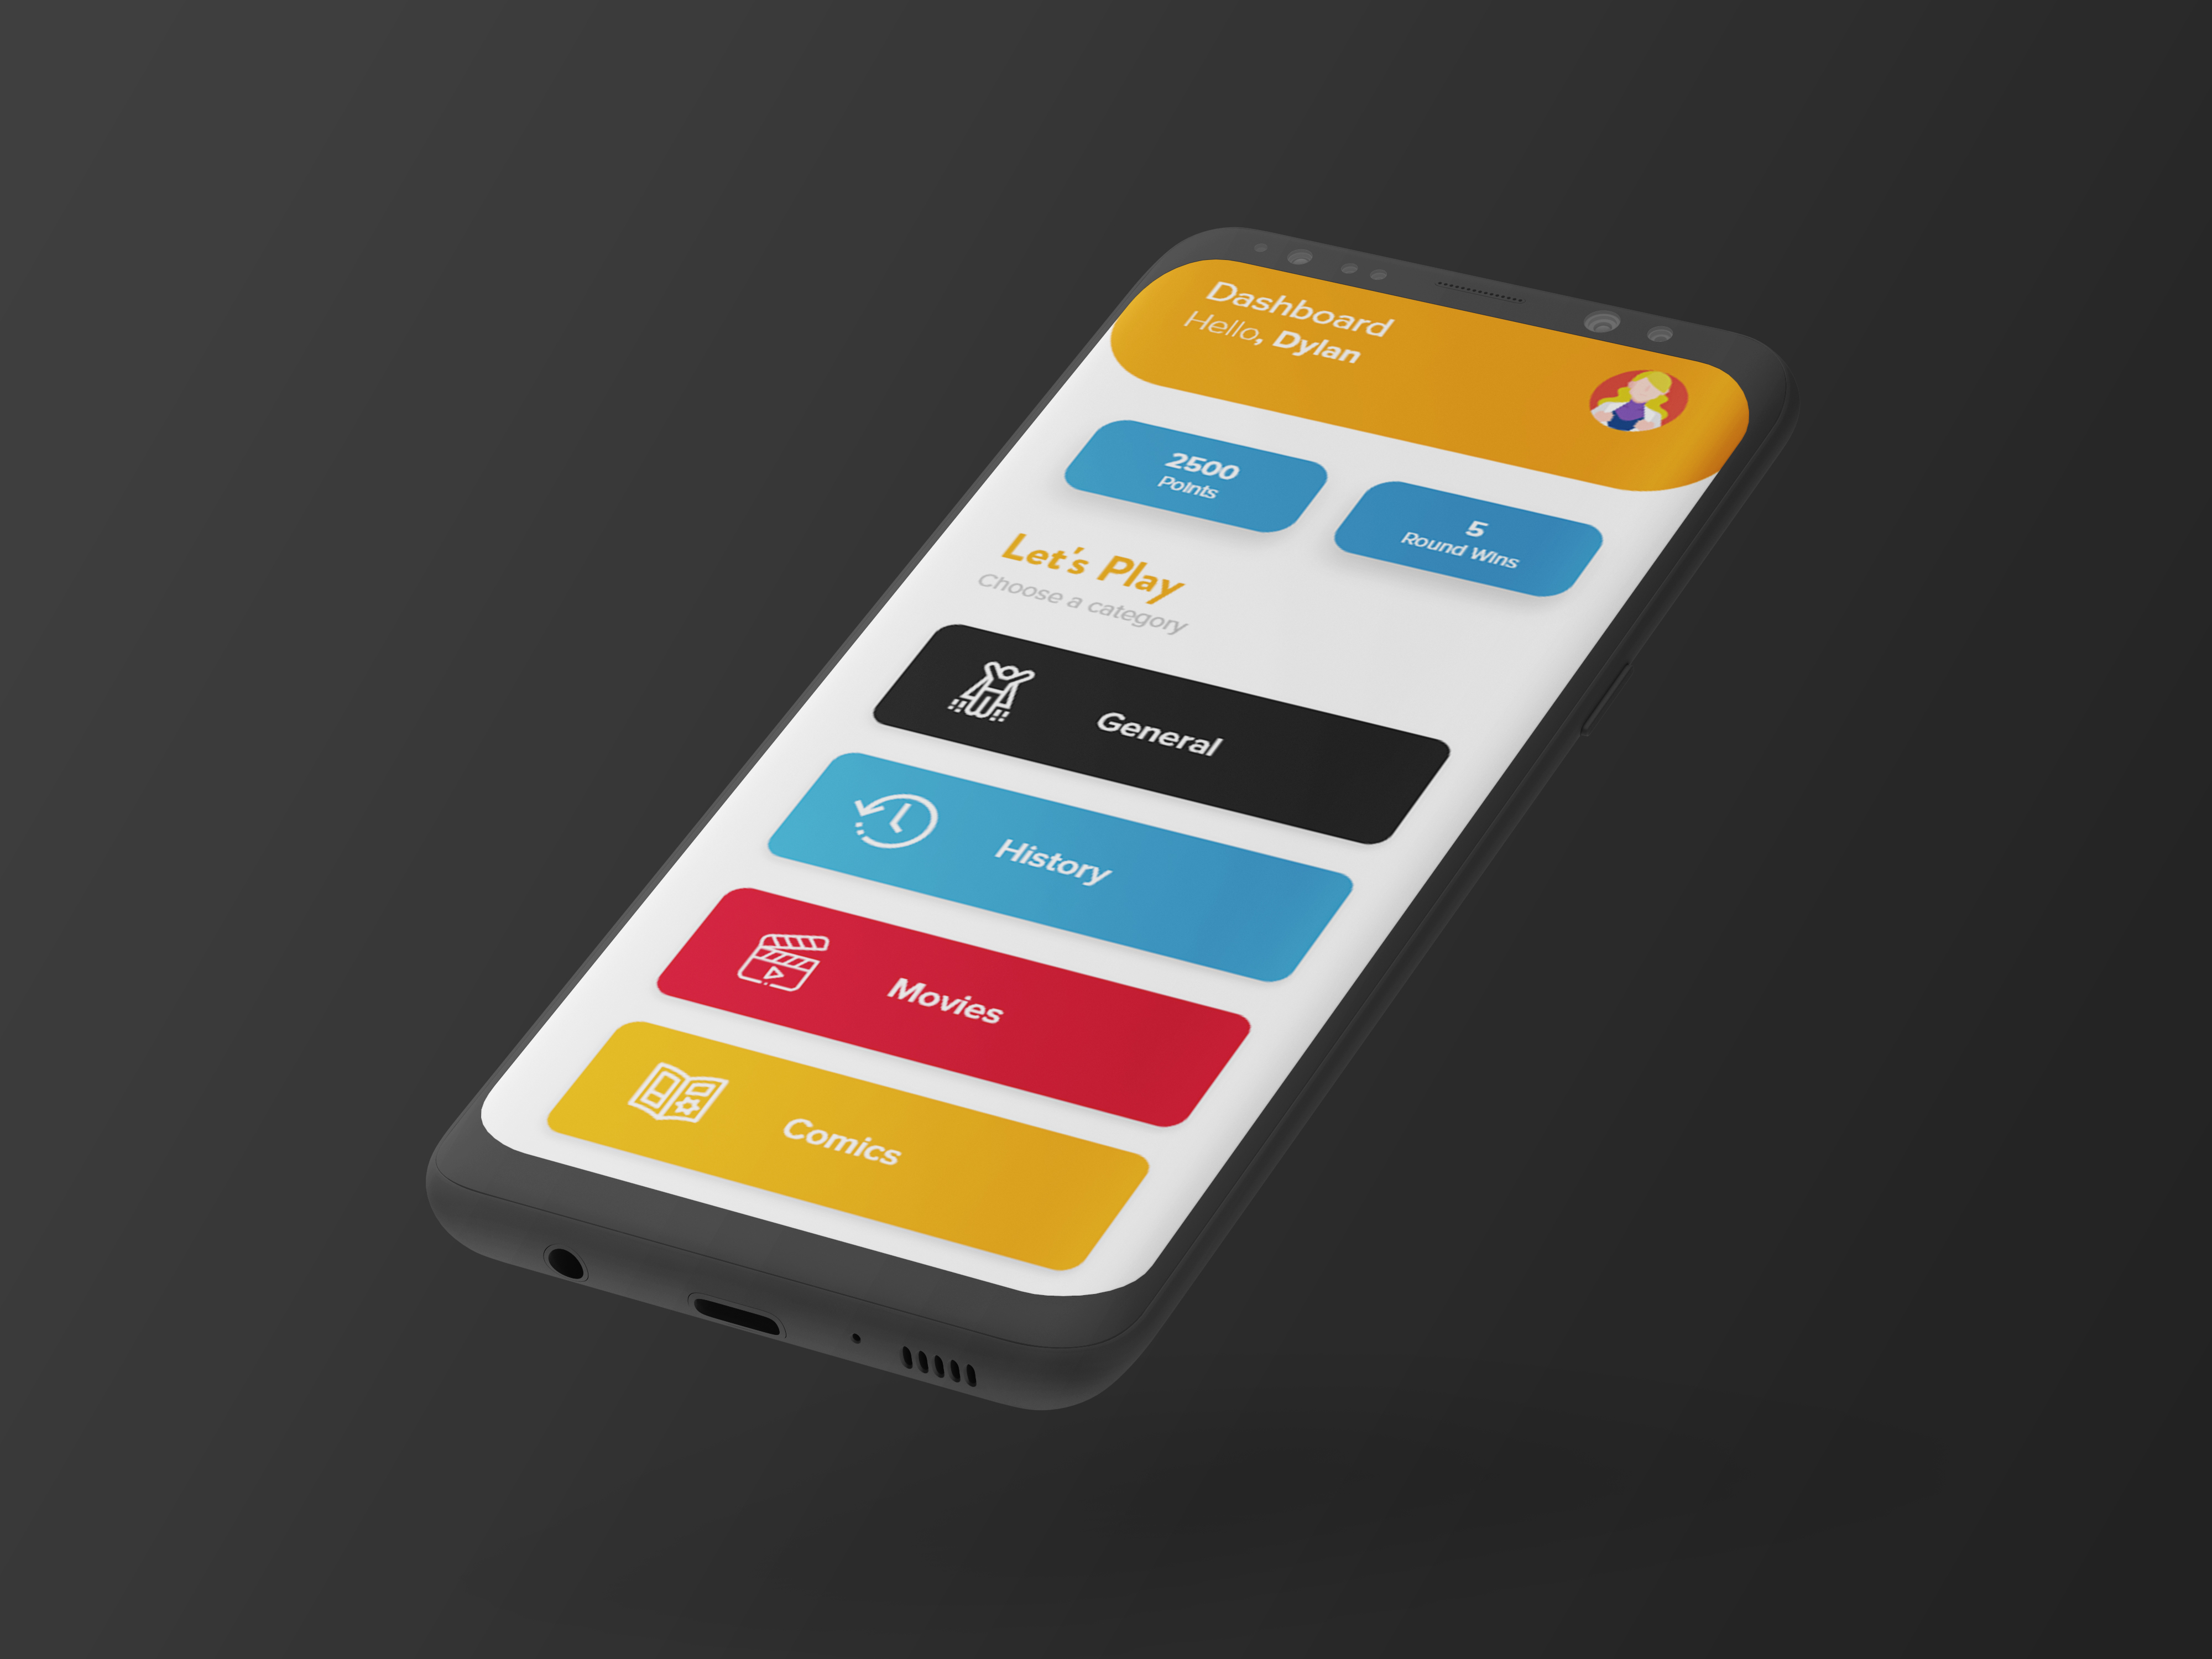 Dashboard
Hello, Dylan
2500
Points
5
Round Wins
Let's Play
Choose a category
General
History
Movies
Comics